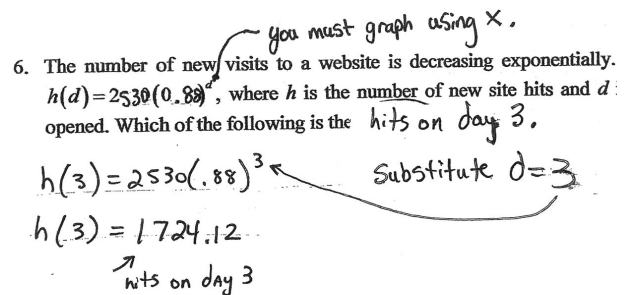 you must graph using x.
6. The number of new visits to a website is decreasing exponentially.
h(d)=2530(0.88)^d, where h is the number of new site hits and d
opened. Which of the following is the hits on day 3.
h(3)=2530(.88)^3
Substitute d=3
h(3) = 1724.12
hits on day 3